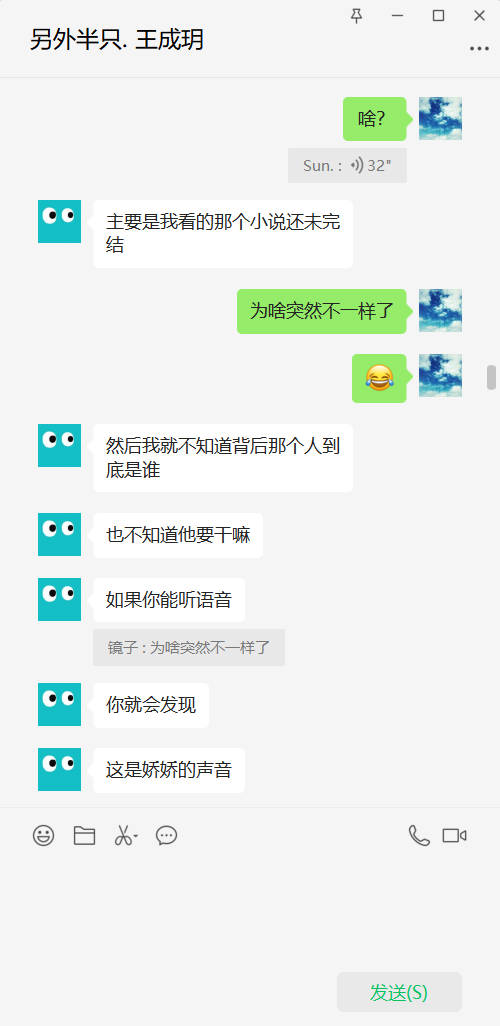 另外半只. 王成玥
啥?
Sun. : 32"
主要是我看的那个小说还未完
结
为啥突然不一样了
😂
然后我就不知道背后那个人到
底是谁
也不知道他要干嘛
如果你能听语音
镜子 : 为啥突然不一样了
你就会发现
这是娇娇的声音
发送(S)